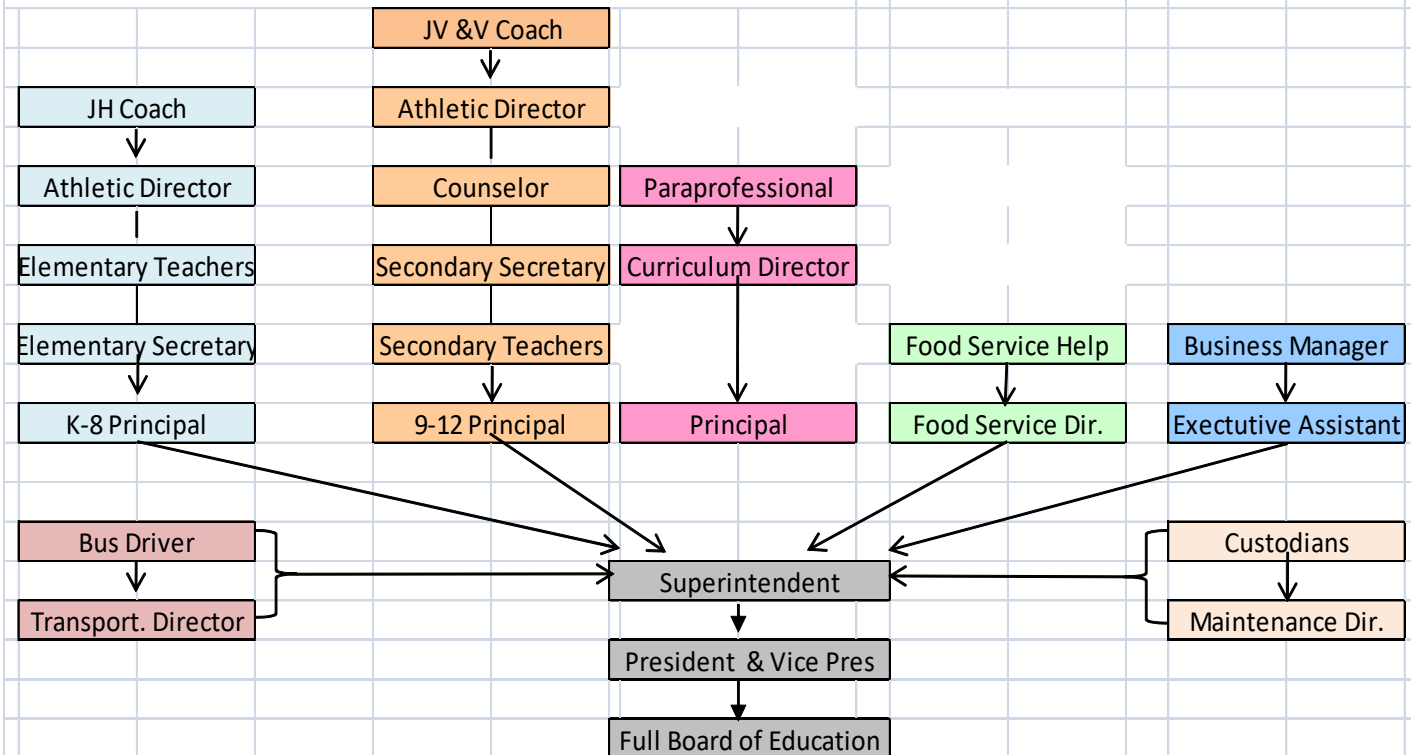 JV &V Coach
JH Coach
Athletic Director
Athletic Director
Counselor
Paraprofessional
Elementary Teachers
Secondary Secretary
Curriculum Director
Elementary Secretary
Secondary Teachers
Food Service Help
Business Manager
K-8 Principal
9-12 Principal
Principal
Food Service Dir.
Exectutive Assistant
Bus Driver
Custodians
Superintendent
Transport. Director
Maintenance Dir.
President & Vice Pres
Full Board of Education